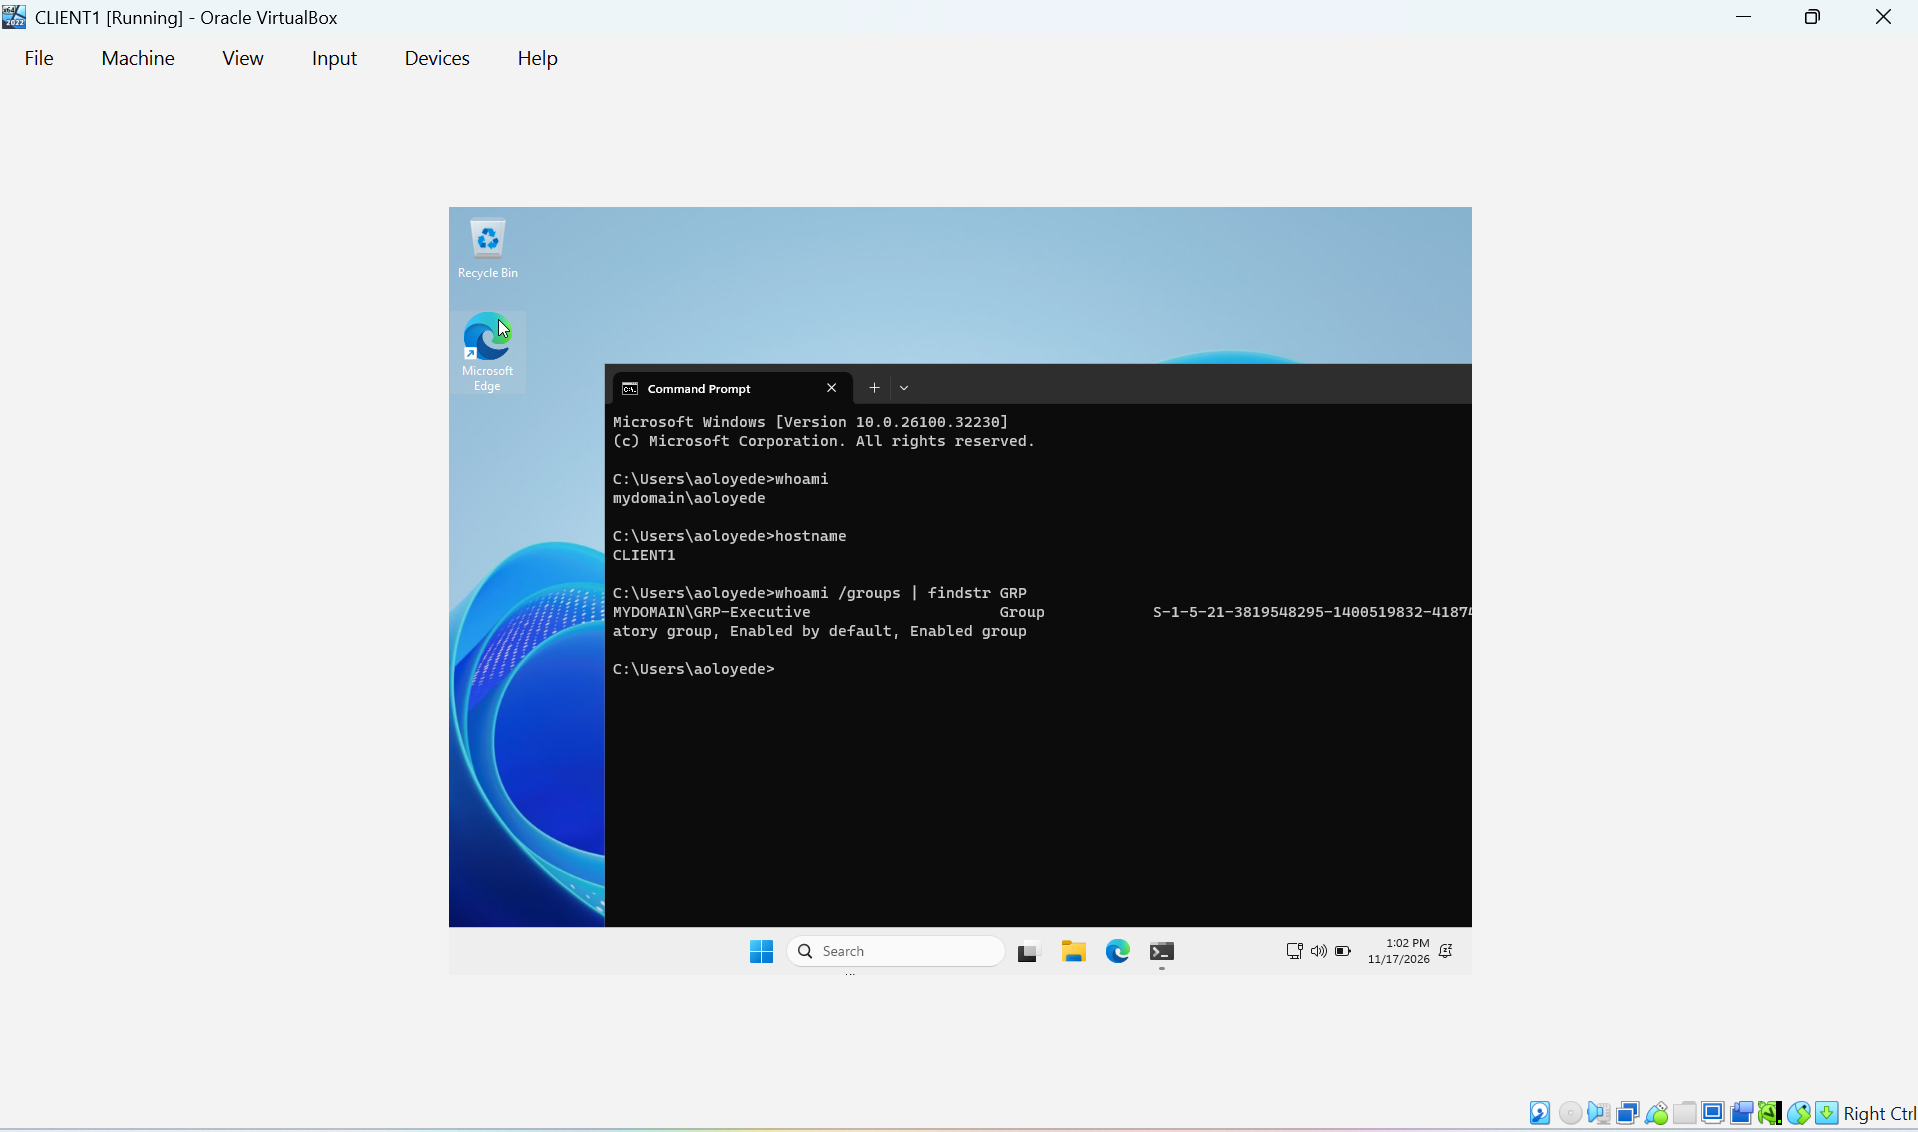 CLIENT1 [Running] - Oracle VirtualBox
File Machine View Input Devices Help
Recycle Bin
Microsoft
Edge
Command Prompt
Microsoft Windows [Version 10.0.26100.32230]
(c) Microsoft Corporation. All rights reserved.
C:\Users\aoloyede>whoami
mydomain\aoloyede
C:\Users\aoloyede>hostname
CLIENT1
C:\Users\aoloyede>whoami /groups | findstr GRP
MYDOMAIN\GRP-Executive Group S-1-5-21-3819548295-1400519832-4187
atory group, Enabled by default, Enabled group
C:\Users\aoloyede>
Search
1:02 PM
11/17/2026
Right Ctrl